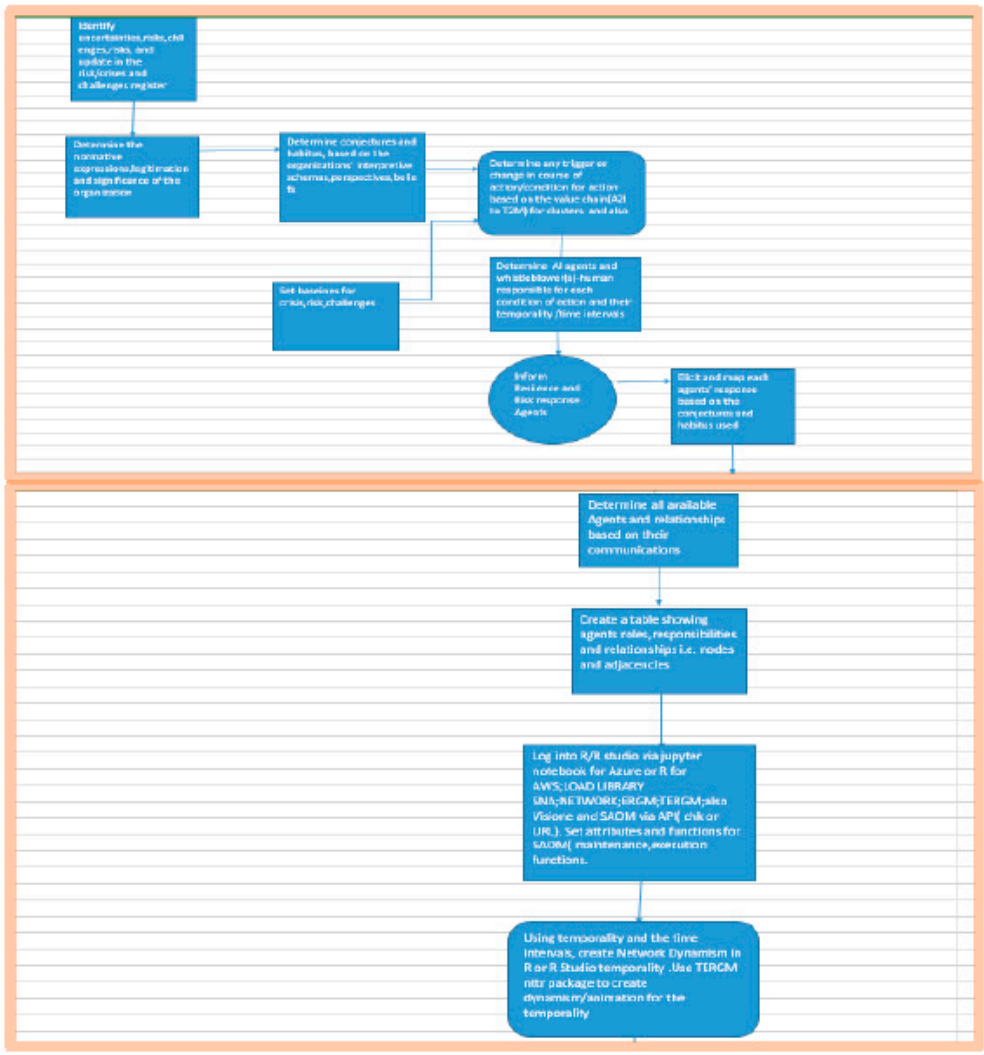 Identify
uncertainties,risks,chll
enges,risks, and
update in the
risk/crises and
challenges register
Determine the
normative
expressions,legitimation
and significance of the
organization
Determine conjectures and
habitus, based on the
organizations' interpretive
schemas,perspectives,belie
fs
Determine any trigger or
change in course of
action/condition for action
based on the value chain(A2I
to T2M) for clusters and also
Set baselines for
crisis,risk,challenges
Determine AI agents and
whistleblower(s)-human
responsible for each
condition of action and their
temporality /time intervals
Inform
Resilience and
Risk response
Agents
Elicit and map each
agents' response
based on the
conjectures and
habitus used
Determine all available
Agents and relationships
based on their
communications
Create a table showing
agents roles, responsibilities
and relationships i.e. nodes
and adjacencies
Log into R/R studio via jupyter
notebook for Azure or R for
AWS;LOAD LIBRARY
SNA;NETWORK;ERGM;TERGM;also
Visione and SAOM via API( or
URL). Set attributes and functions for
SAOM( maintenance,execution
functions.
Using temporality and the time
intervals, create Network Dynamism in
R or R Studio temporality .Use TERGM
package to create
dynamism/animation for the
temporality